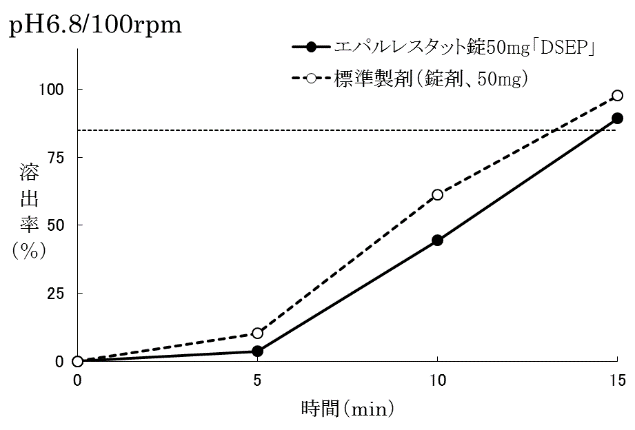 pH6.8/100rpm
エパルレスタット錠50mg「DSEP」
標準製剤（錠剤、50mg）
100
75
50
25
0
溶出率（%）
0 5 10 15
時間（min）